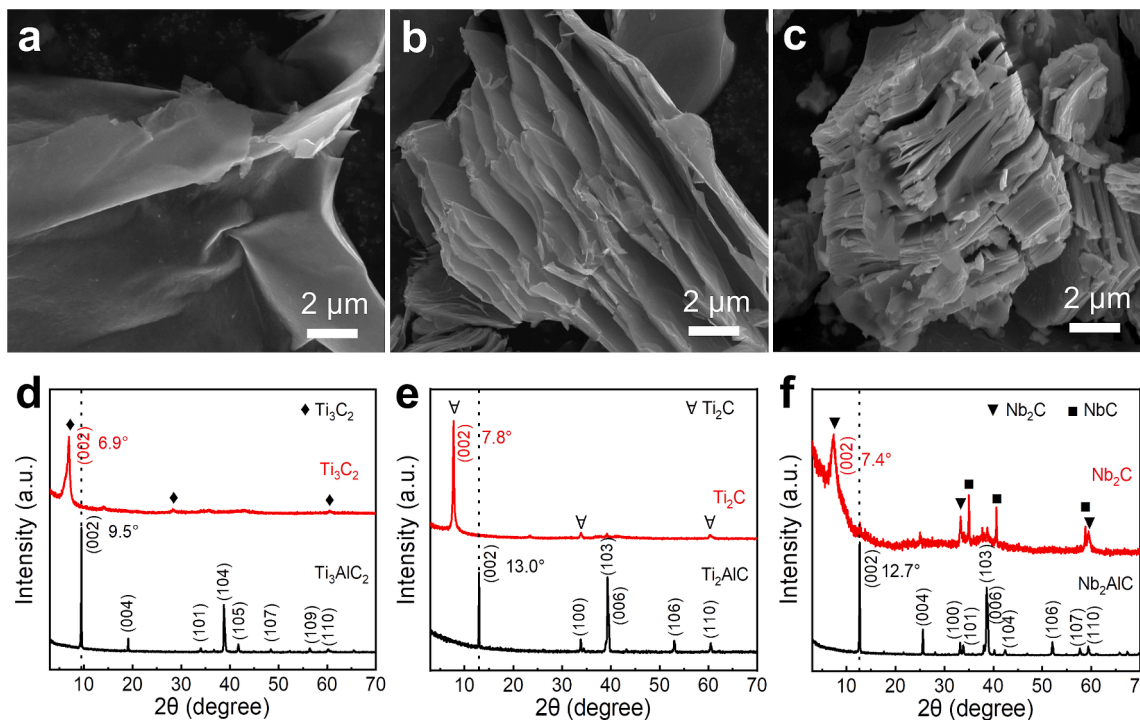 a
2 μm
b
2 μm
c
2 μm
d
♦ Ti₃C₂
(002)
6.9°
Ti₃C₂
(002)
9.5°
Ti₃AlC₂
(004)
(101)
(104)
(105)
(107)
(109)
(110)
Intensity (a.u.)
10 20 30 40 50 60 70
2θ (degree)
e
∀ Ti₂C
∀
(002)
7.8°
Ti₂C
∀
∀
(002)
13.0°
Ti₂AlC
(100)
(103)
(006)
(106)
(110)
Intensity (a.u.)
10 20 30 40 50 60 70
2θ (degree)
f
▼ Nb₂C ■ NbC
(002)
7.4°
Nb₂C
(002)
12.7°
Nb₂AlC
(004)
(100)
(101)
(103)
(006)
(104)
(106)
(107)
(110)
Intensity (a.u.)
10 20 30 40 50 60 70
2θ (degree)